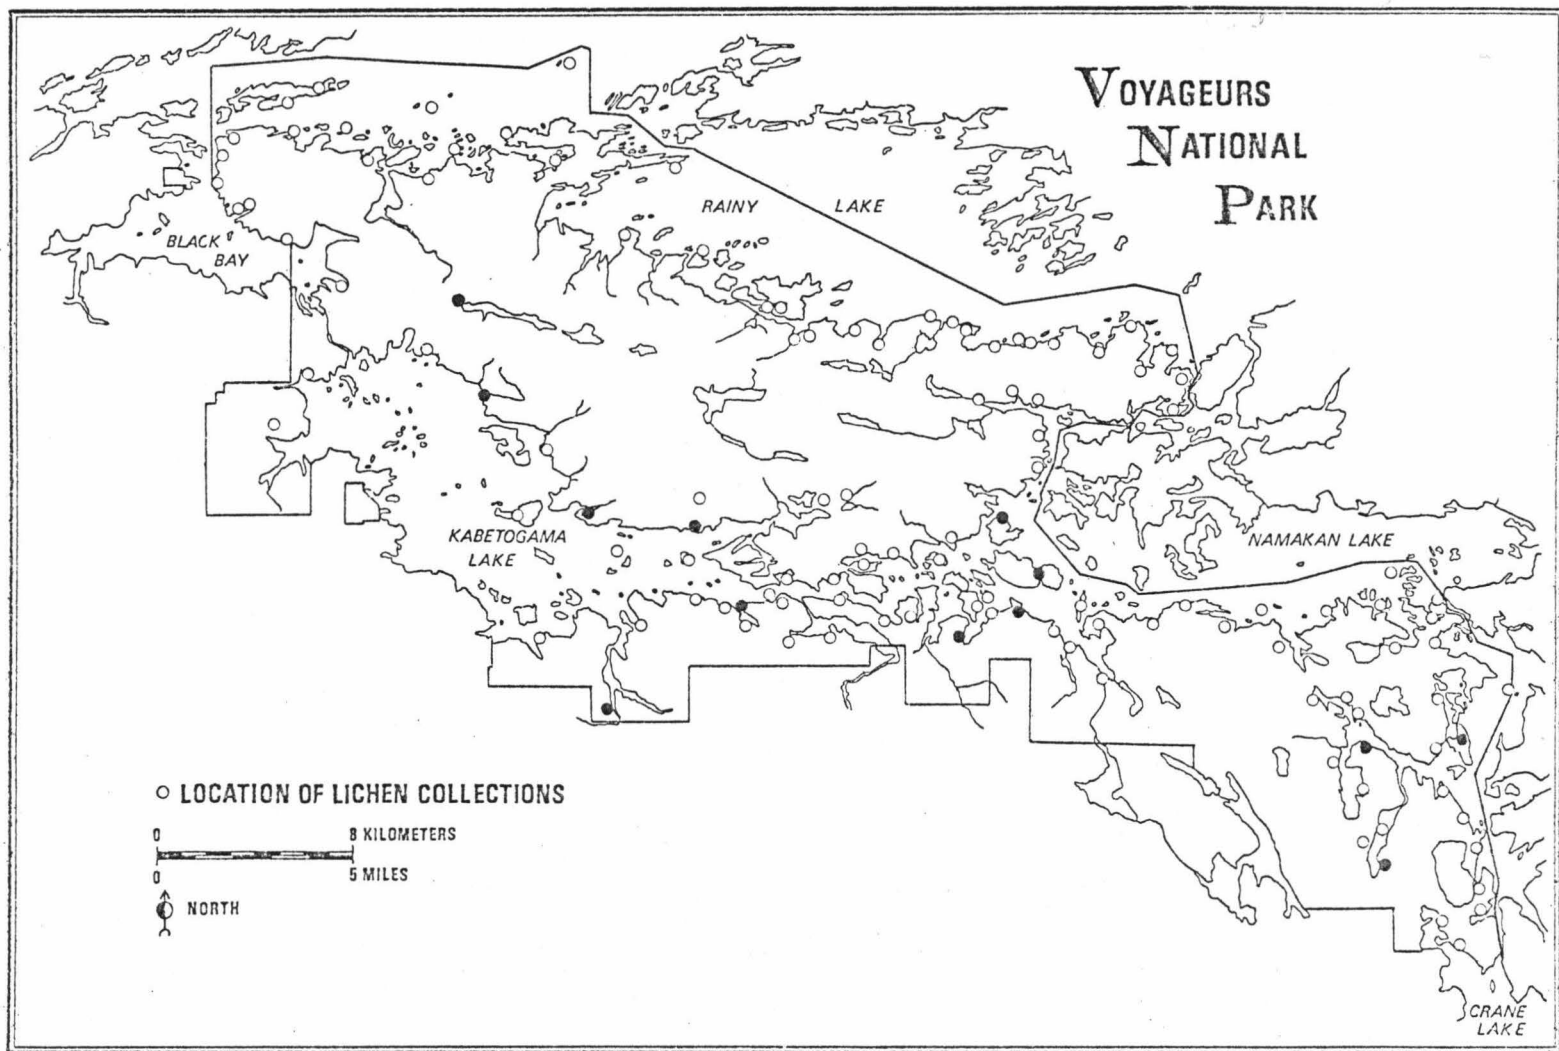 VOYAGEURS
NATIONAL
PARK
RAINY LAKE
BLACK
BAY
KABETOGAMA
LAKE
NAMAKAN LAKE
LOCATION OF LICHEN COLLECTIONS
0 8 KILOMETERS
0 5 MILES
NORTH
CRANE
LAKE